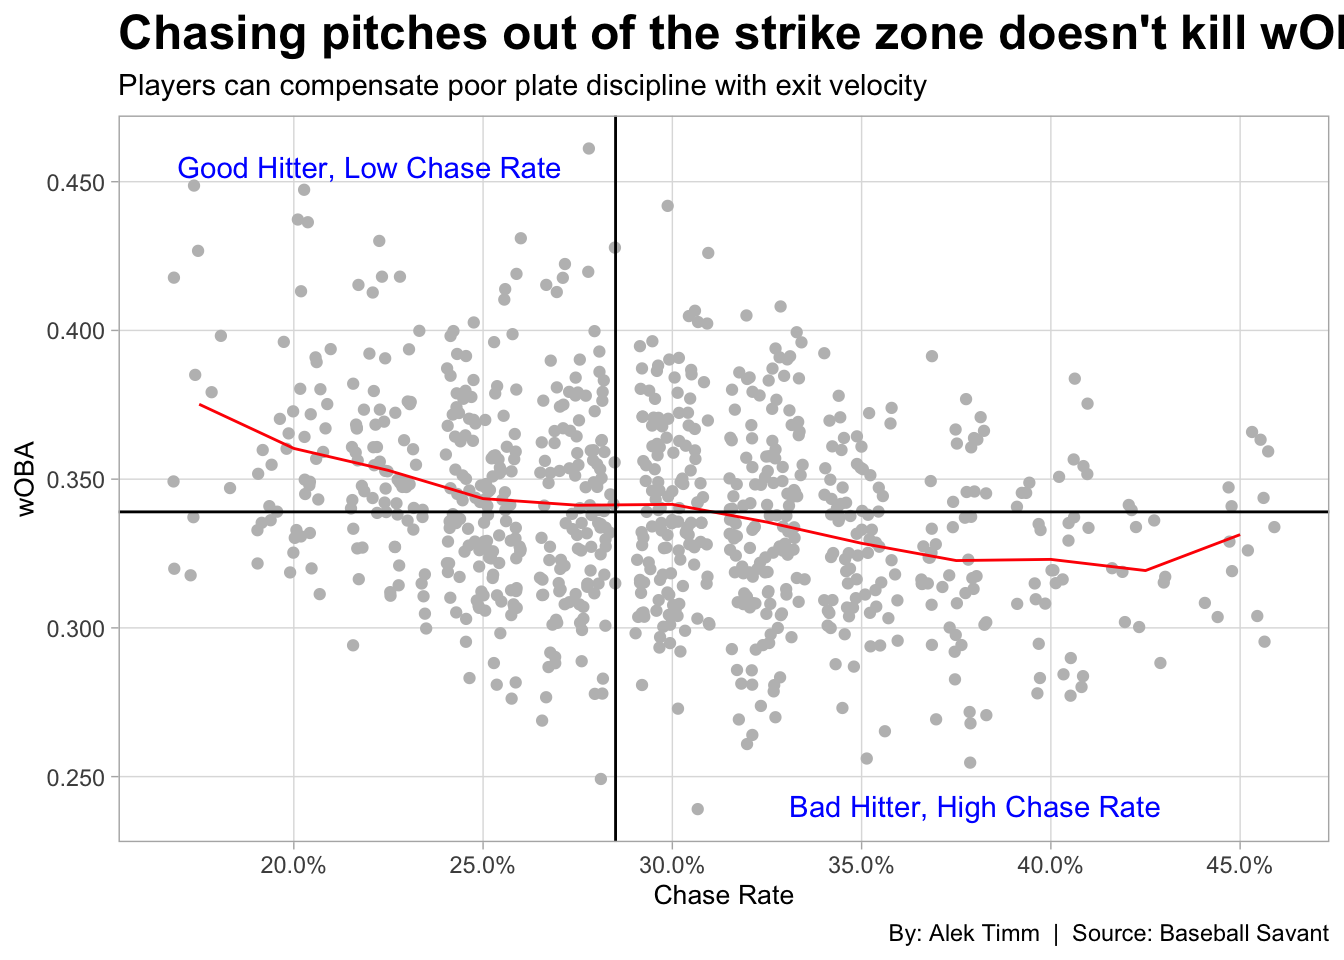 Chasing pitches out of the strike zone doesn't kill
Players can compensate poor plate discipline with exit velocity
Good Hitter, Low Chase Rate
0.450
0.400
0.350
0.300
0.250
wOBA
Bad Hitter, High Chase Rate
20.0% 25.0% 30.0% 35.0% 40.0% 45.0%
Chase Rate
By: Alek Timm | Source: Baseball Savant